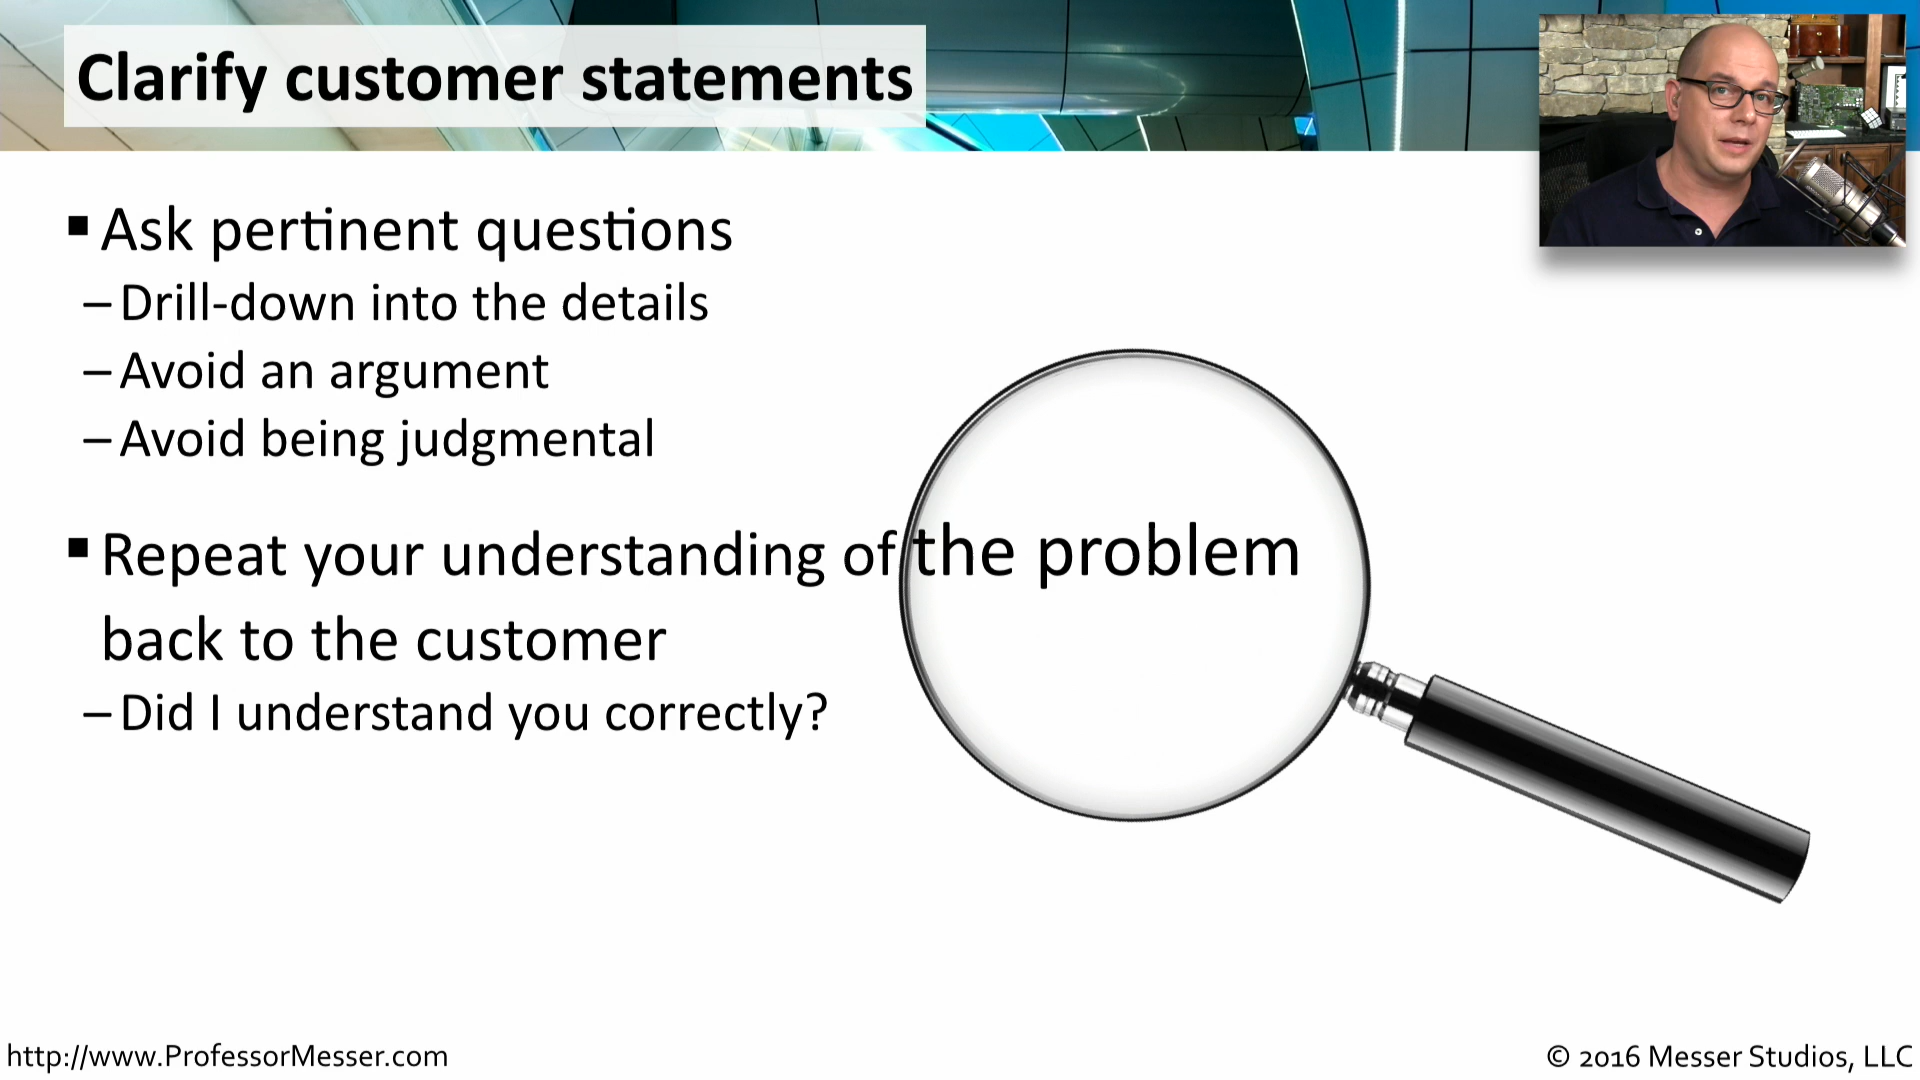 Clarify customer statements
▪ Ask pertinent questions
– Drill-down into the details
– Avoid an argument
– Avoid being judgmental
▪ Repeat your understanding of the problem
back to the customer
– Did I understand you correctly?
http://www.ProfessorMesser.com
© 2016 Messer Studios, LLC